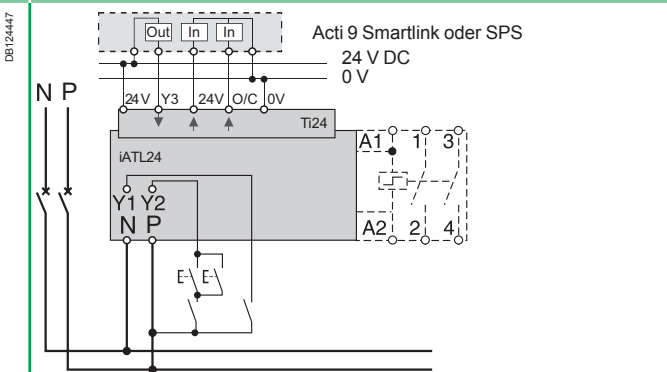 DB124447
Out In In
Acti 9 Smartlink oder SPS
24 V DC
0 V
N P
24V Y3 24V O/C 0V
Ti24
iATL24
A1 1 3
Y1 Y2
N P
A2 2 4
E E